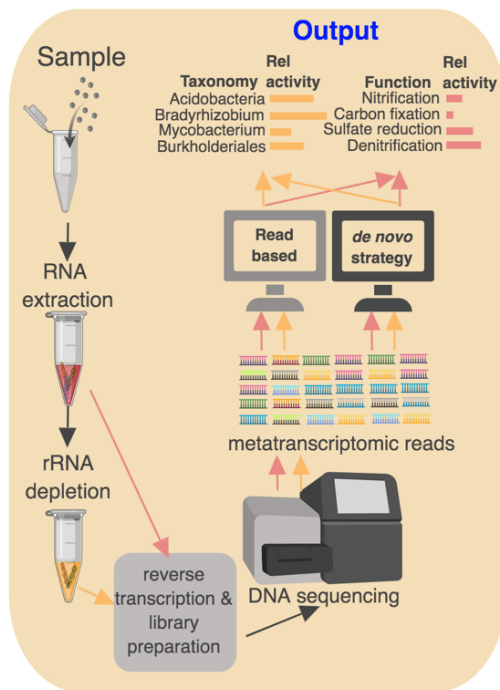 Output
Sample
Taxonomy Rel activity
Acidobacteria
Bradyrhizobium
Mycobacterium
Burkholderiales
Function Rel activity
Nitrification
Carbon fixation
Sulfate reduction
Denitrification
Read based
de novo strategy
RNA
extraction
metatranscriptomic reads
rRNA
depletion
reverse
transcription &
library
preparation
DNA sequencing